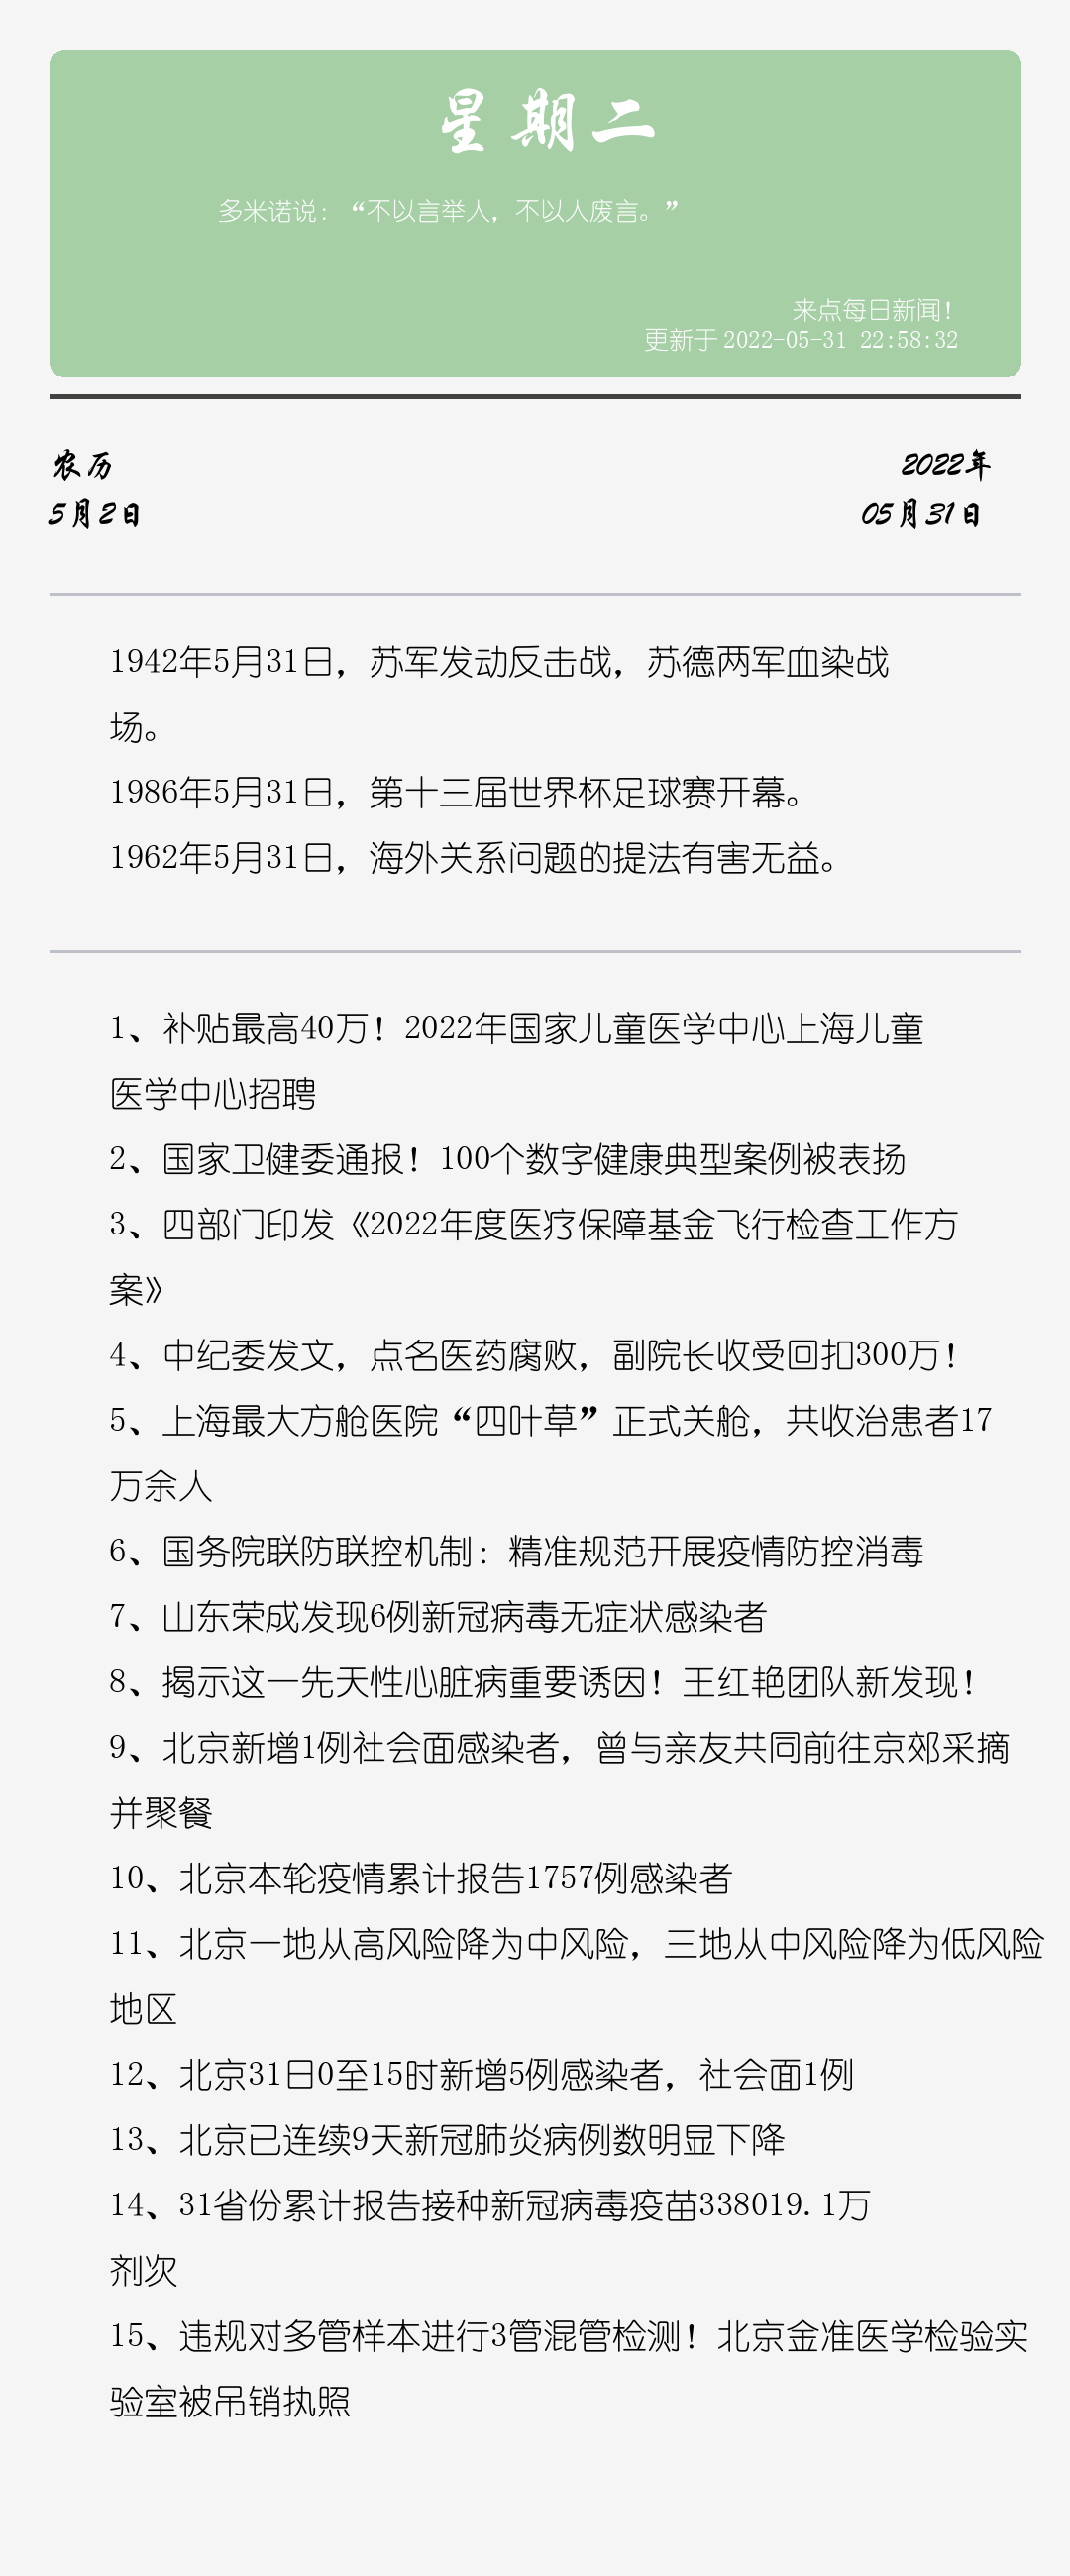 星期二
多米诺说：“不以言举人，不以人废言。”
来点每日新闻！
更新于 2022-05-31 22:58:32
农历
2022年
5月2日
05月31日
1942年5月31日，苏军发动反击战，苏德两军血染战
场。
1986年5月31日，第十三届世界杯足球赛开幕。
1962年5月31日，海外关系问题的提法有害无益。
1、补贴最高40万！2022年国家儿童医学中心上海儿童
医学中心招聘
2、国家卫健委通报！100个数字健康典型案例被表扬
3、四部门印发《2022年度医疗保障基金飞行检查工作方
案》
4、中纪委发文，点名医药腐败，副院长收受回扣300万！
5、上海最大方舱医院“四叶草”正式关舱，共收治患者17
万余人
6、国务院联防联控机制：精准规范开展疫情防控消毒
7、山东荣成发现6例新冠病毒无症状感染者
8、揭示这一先天性心脏病重要诱因！王红艳团队新发现！
9、北京新增1例社会面感染者，曾与亲友共同前往京郊采摘
并聚餐
10、北京本轮疫情累计报告1757例感染者
11、北京一地从高风险降为中风险，三地从中风险降为低风险
地区
12、北京31日0至15时新增5例感染者，社会面1例
13、北京已连续9天新冠肺炎病例数明显下降
14、31省份累计报告接种新冠病毒疫苗338019.1万
剂次
15、违规对多管样本进行3管混管检测！北京金准医学检验实
验室被吊销执照